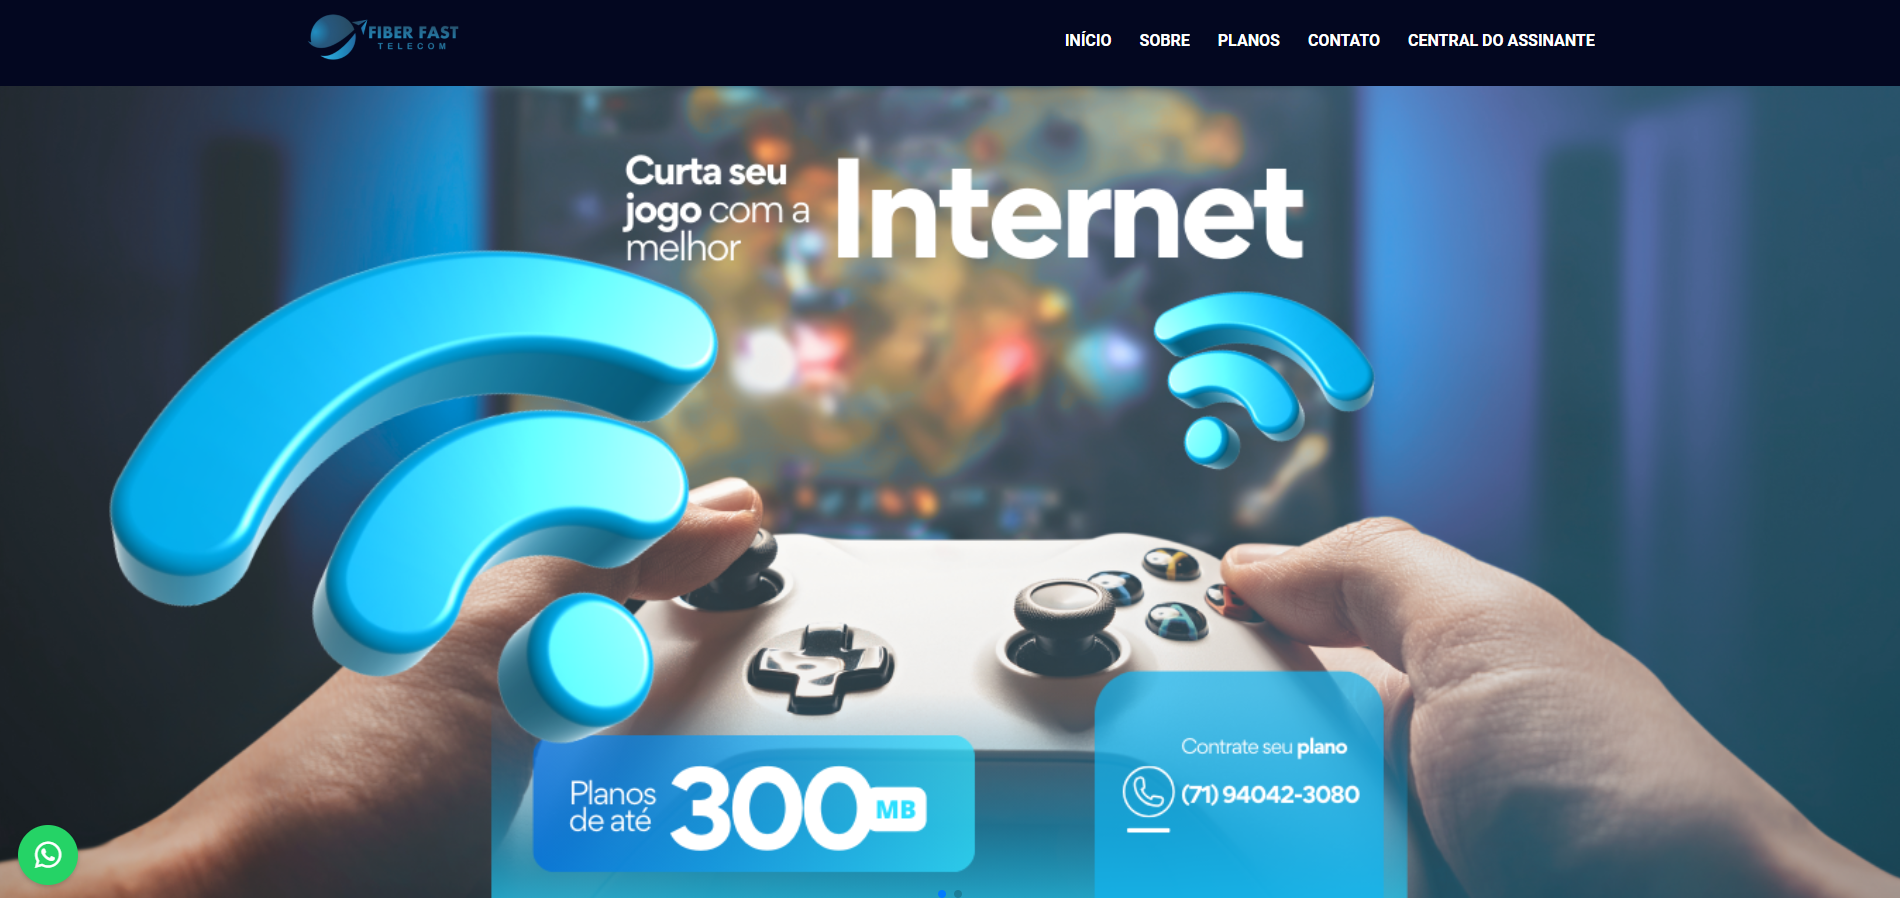 FIBER FAST
TELECOM
INÍCIO SOBRE PLANOS CONTATO CENTRAL DO ASSINANTE
Curta seu
jogo com a
melhor
Internet
A
Planos
de até
300 MB
Contrate seu plano
(71) 94042-3080